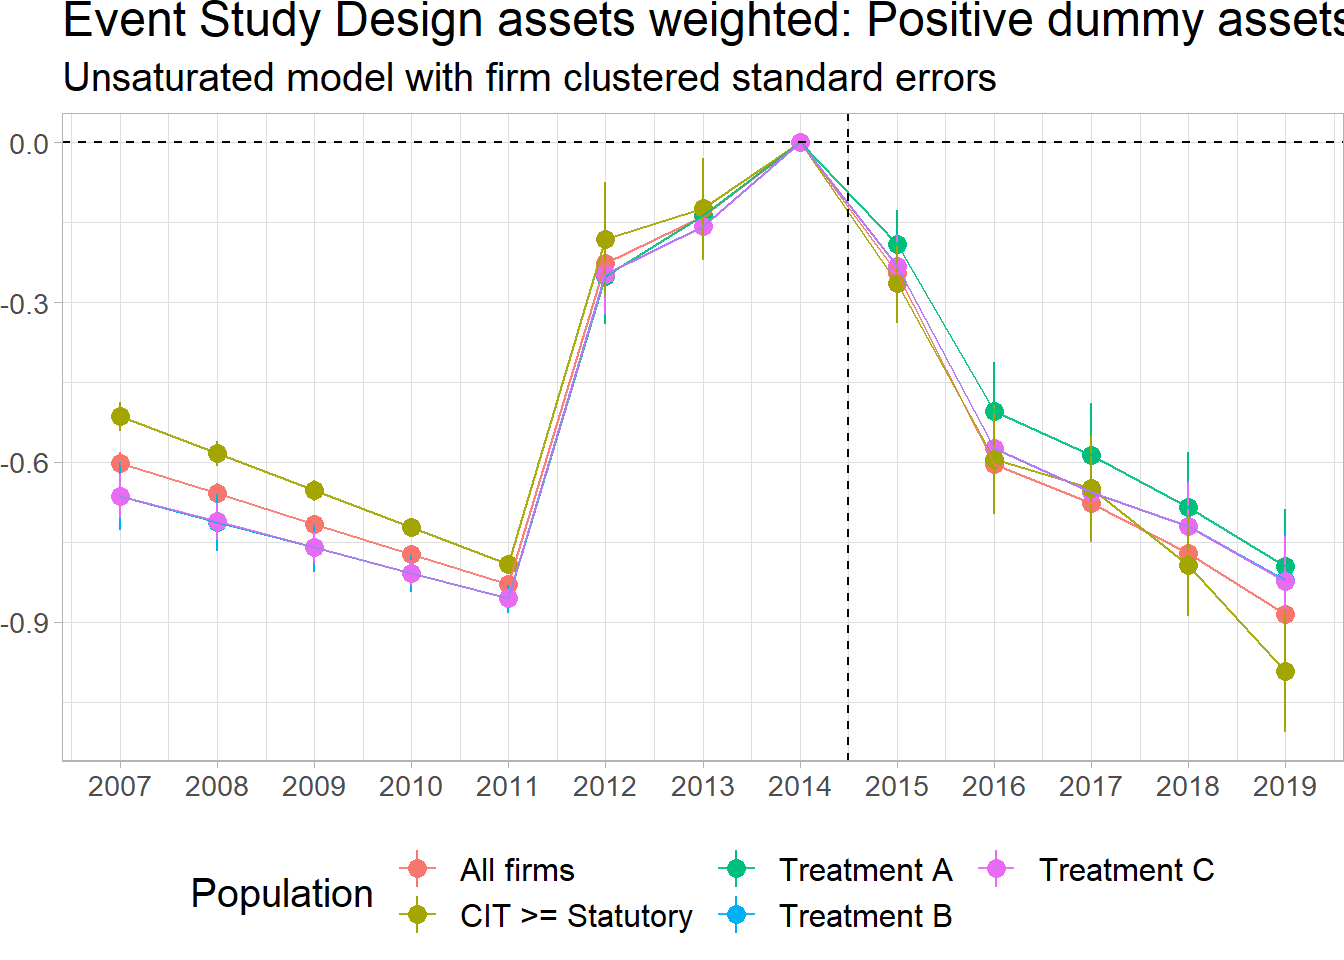 Event Study Design assets weighted: Positive dummy assets
Unsaturated model with firm clustered standard errors
0.0
-0.3
-0.6
-0.9
2007 2008 2009 2010 2011 2012 2013 2014 2015 2016 2017 2018 2019
Population
All firms
Treatment A
Treatment C
CIT >= Statutory
Treatment B